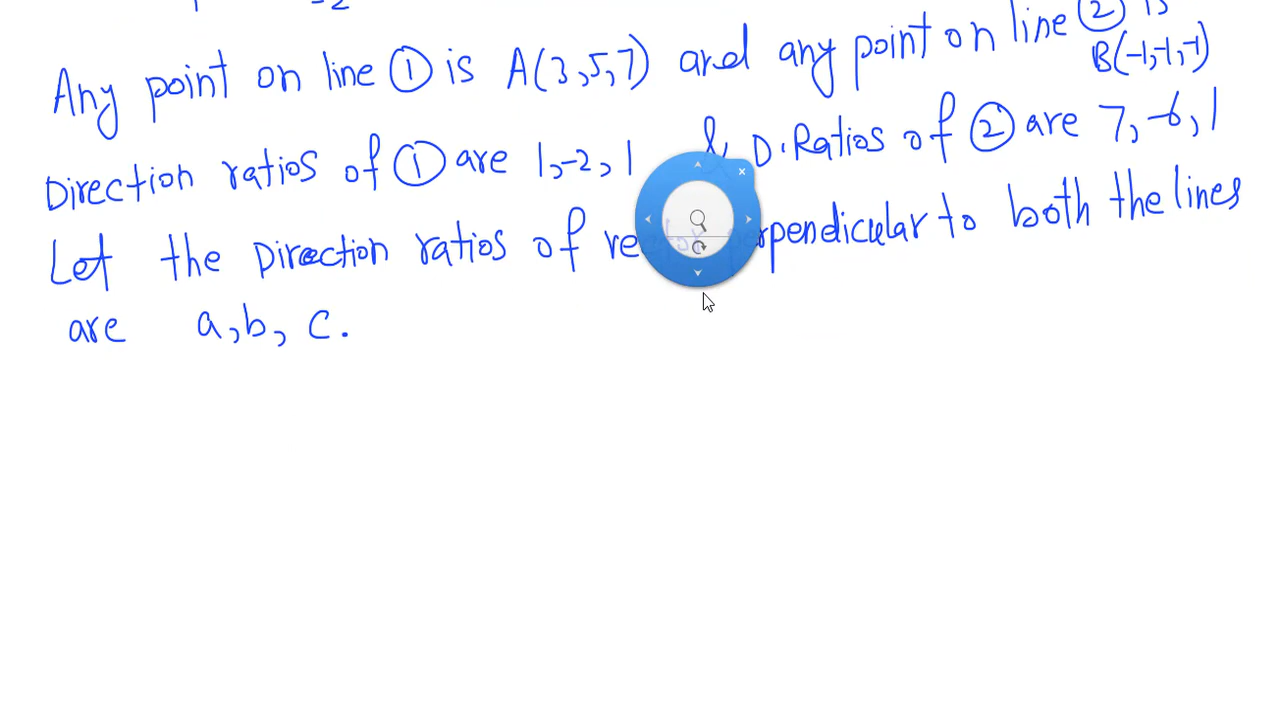 -2
Any point on line ① is A(3,5,7) and any point on line ② is
B(-1,-1,-1)
Direction ratios of ① are 1,-2,1 & D.Ratios of ② are 7,-6,1
Let the Direction ratios of perpendicular to both the lines
are a,b, c.